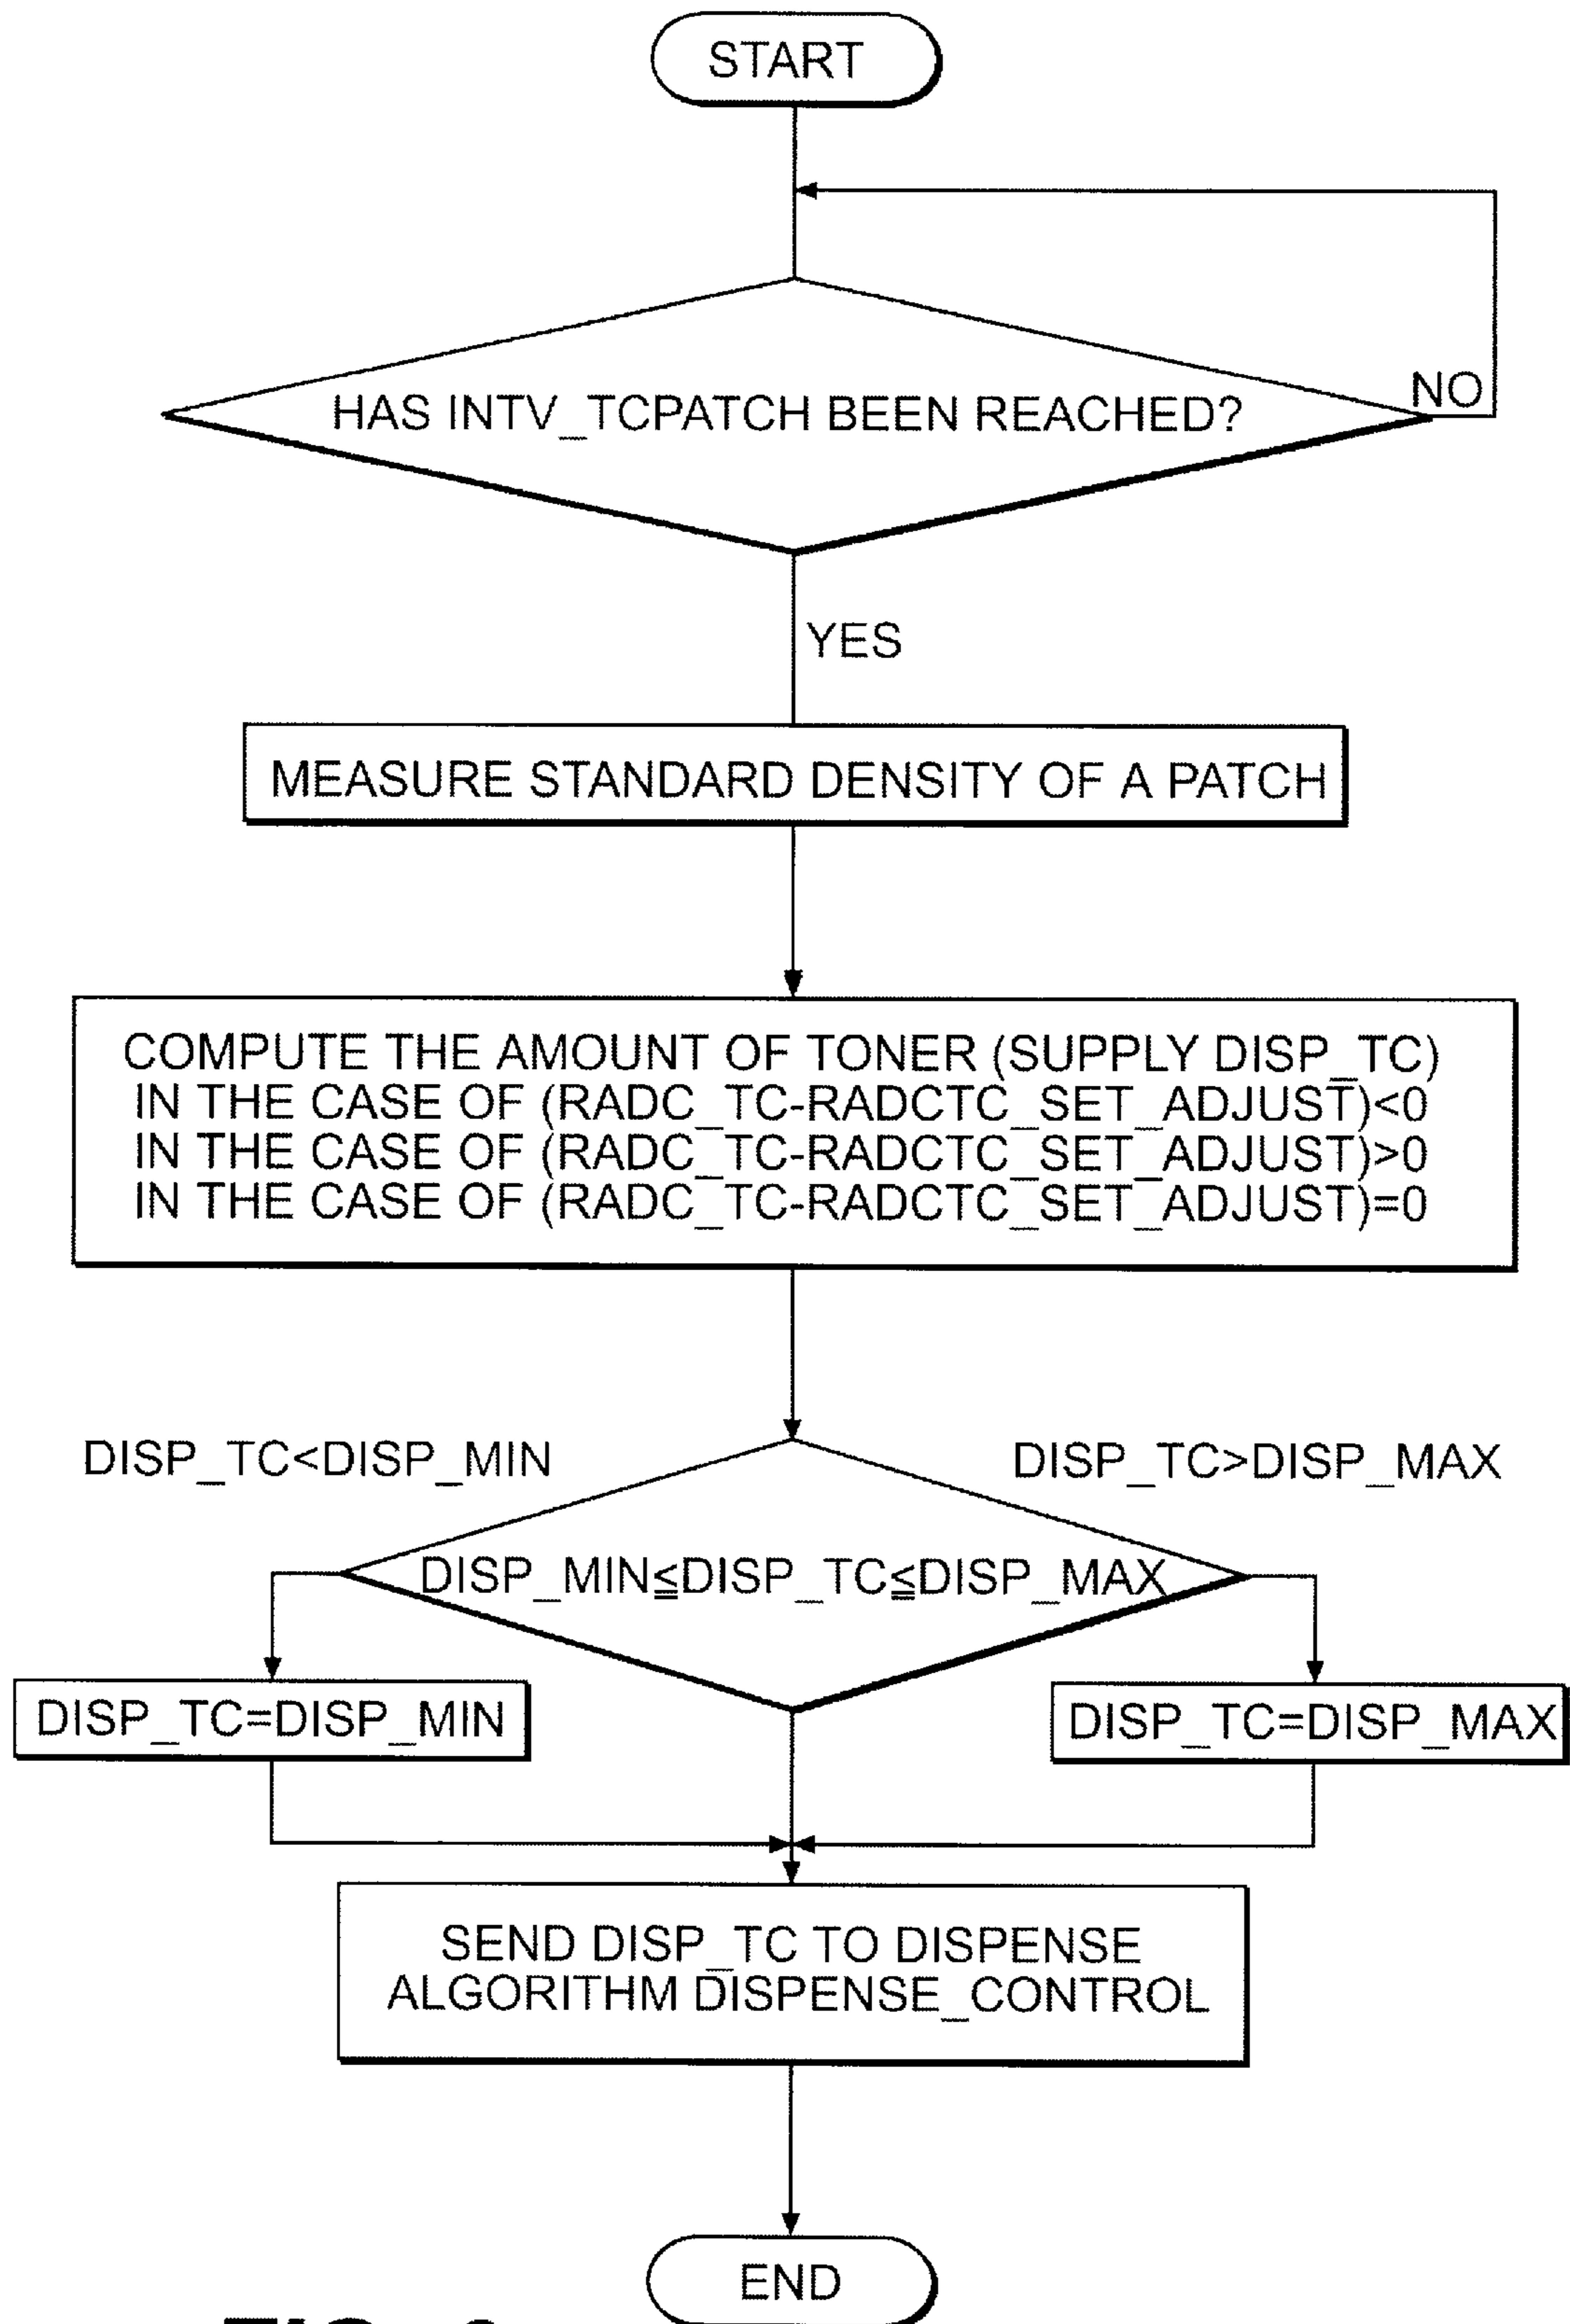 START
HAS INTV_TCPATCH BEEN REACHED?
NO
YES
MEASURE STANDARD DENSITY OF A PATCH
COMPUTE THE AMOUNT OF TONER (SUPPLY DISP_TC)
IN THE CASE OF (RADC_TC-RADCTC_SET_ADJUST)<0
IN THE CASE OF (RADC_TC-RADCTC_SET_ADJUST)>0
IN THE CASE OF (RADC_TC-RADCTC_SET_ADJUST)=0
DISP_TC<DISP_MIN
DISP_TC>DISP_MAX
DISP_MIN≦DISP_TC≦DISP_MAX
DISP_TC=DISP_MIN
DISP_TC=DISP_MAX
SEND DISP_TC TO DISPENSE
ALGORITHM DISPENSE_CONTROL
END